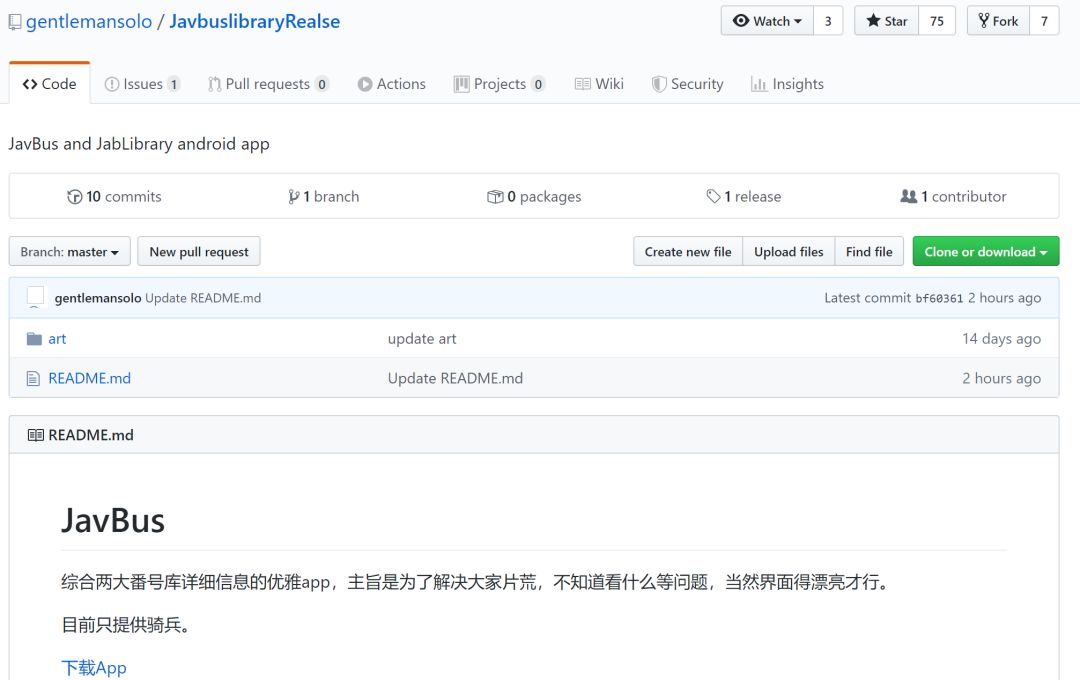 gentlemansolo / JavbuslibraryRealse
Watch 3 Star 75 Fork 7
Code Issues 1 Pull requests 0 Actions Projects 0 Wiki Security Insights
JavBus and JabLibrary android app
10 commits 1 branch 0 packages 1 release 1 contributor
Branch: master New pull request Create new file Upload files Find file Clone or download
gentlemansolo Update README.md Latest commit bf60361 2 hours ago
art update art 14 days ago
README.md Update README.md 2 hours ago
README.md
JavBus
综合两大番号库详细信息的优雅app，主旨是为了解决大家片荒，不知道看什么等问题，当然界面得漂亮才行。
目前只提供骑兵。
下载App